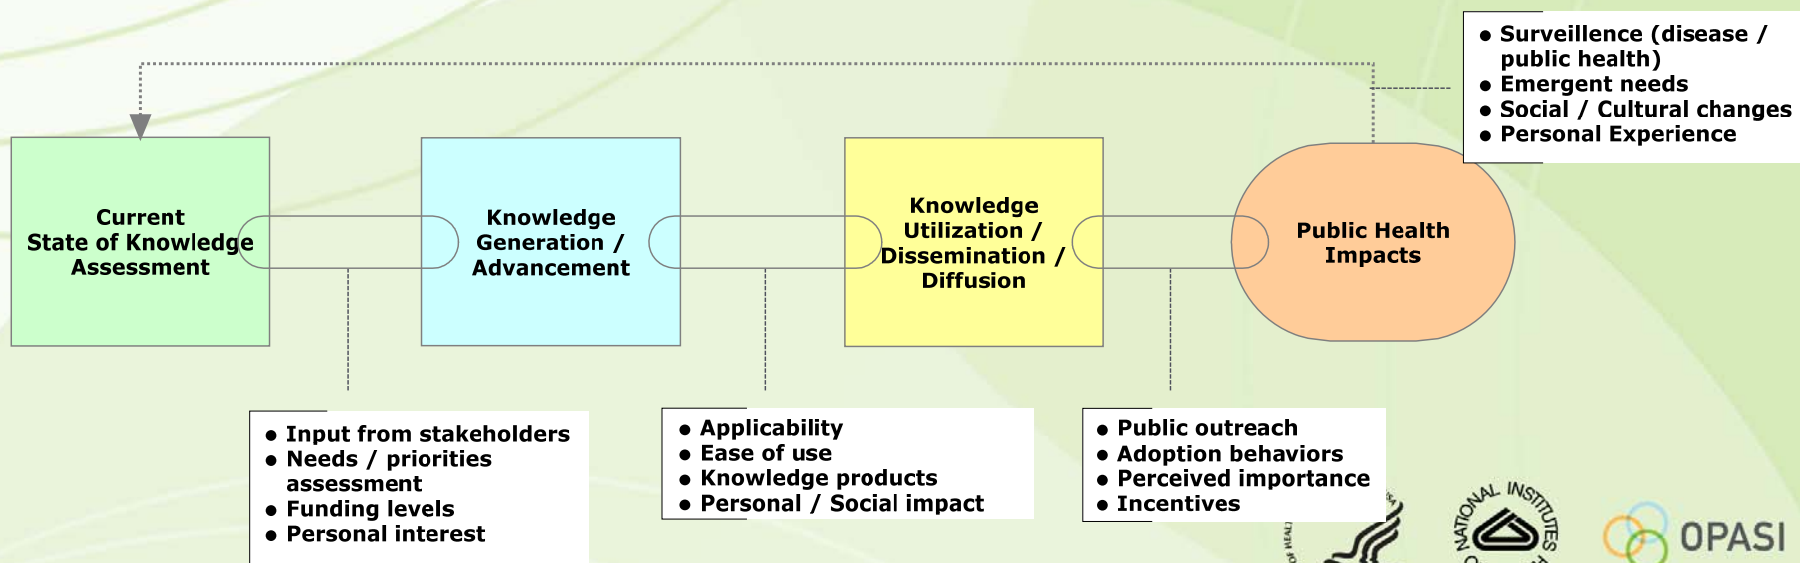 ● Surveillence (disease /
public health)
● Emergent needs
● Social / Cultural changes
● Personal Experience
Current
State of Knowledge
Assessment
Knowledge
Generation /
Advancement
Knowledge
Utilization /
Dissemination /
Diffusion
Public Health
Impacts
● Input from stakeholders
● Needs / priorities
assessment
● Funding levels
● Personal interest
● Applicability
● Ease of use
● Knowledge products
● Personal / Social impact
● Public outreach
● Adoption behaviors
● Perceived importance
● Incentives
NATIONAL INSTITUTES
OPASI